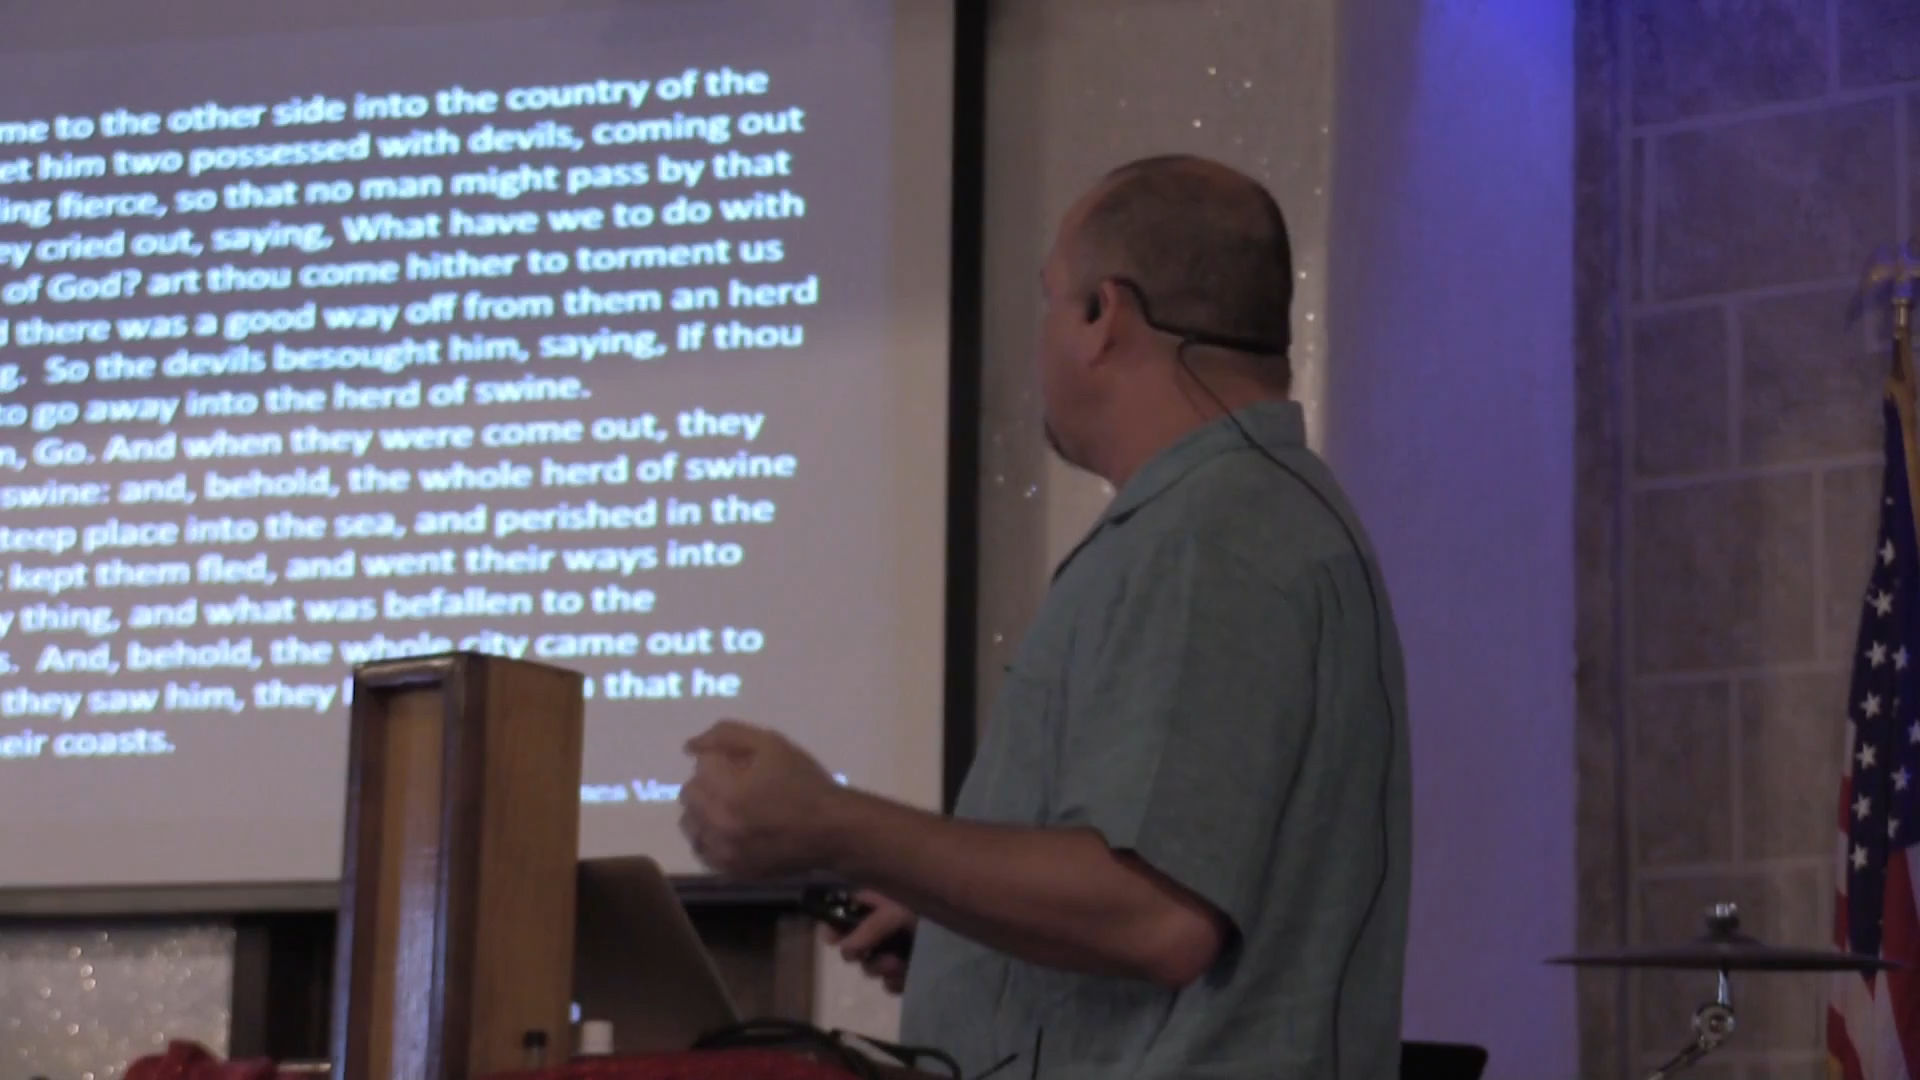 me to the other side into the country of the
et him two possessed with devils, coming out
ing fierce, so that no man might pass by that
ey cried out, saying, What have we to do with
of God? art thou come hither to torment us
d there was a good way off from them an herd
g. So the devils besought him, saying, If thou
to go away into the herd of swine.
n, Go. And when they were come out, they
swine: and, behold, the whole herd of swine
teep place into the sea, and perished in the
t kept them fled, and went their ways into
y thing, and what was befallen to the
s. And, behold, the whole city came out to
they saw him, they that he
eir coasts.